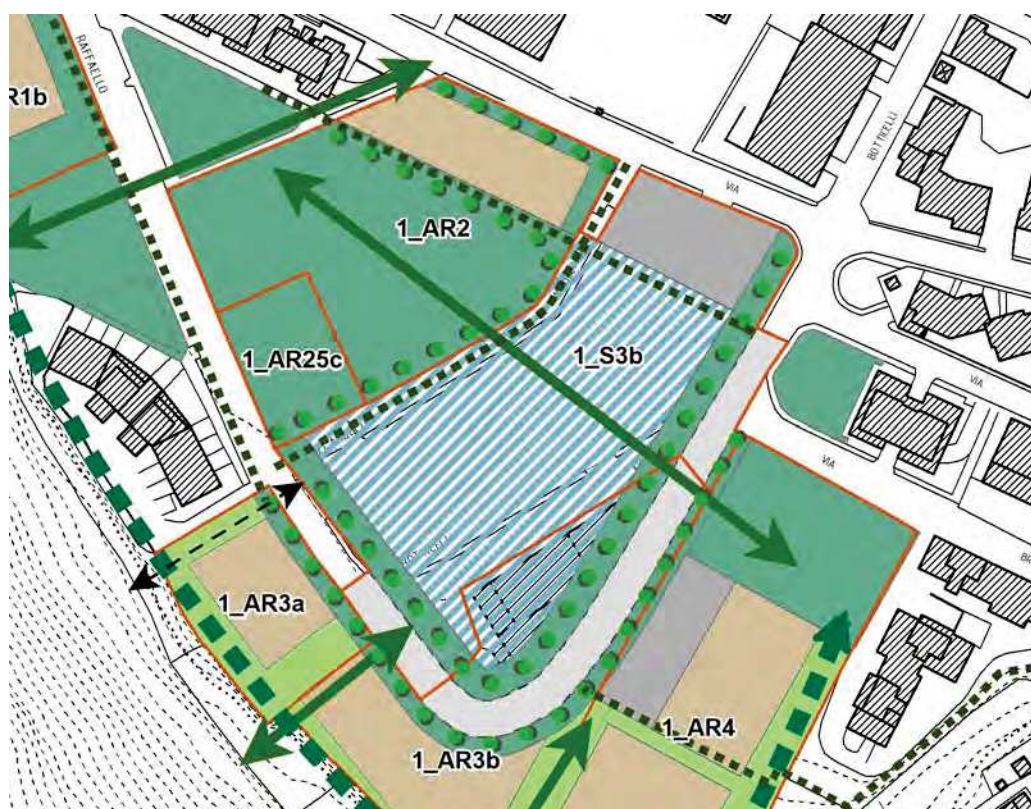 RAFFAELLO
R1b
BOTTICELLI
VIA
1_AR2
1_S3b
1_AR25c
VIA
VIA
1_AR3a
1_AR4
1_AR3b